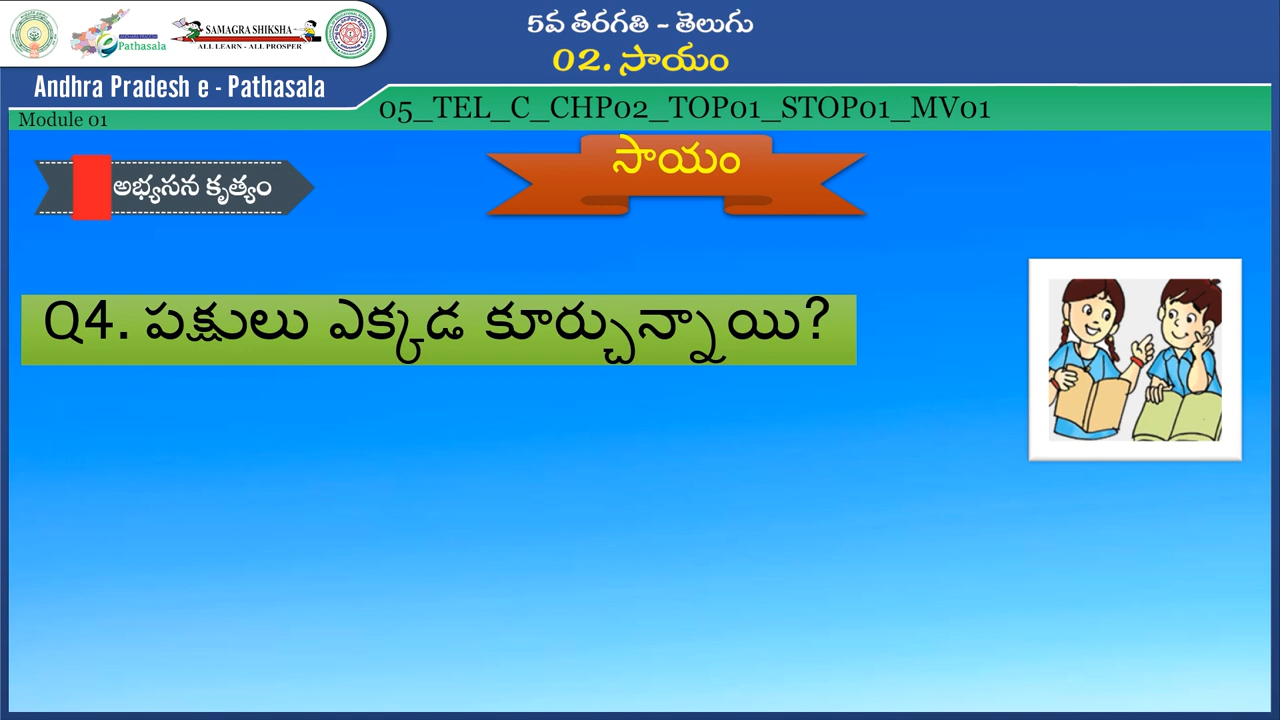 SAMAGRA SHIKSHA
ALL LEARN - ALL PROSPER
e Pathasala
5వ తరగతి - తెలుగు
02. సాయం
Andhra Pradesh e - Pathasala
Module 01
05_TEL_C_CHP02_TOP01_STOP01_MV01
సాయం
అభ్యసన కృత్యం
Q4. పక్షులు ఎక్కడ కూర్చున్నాయి?